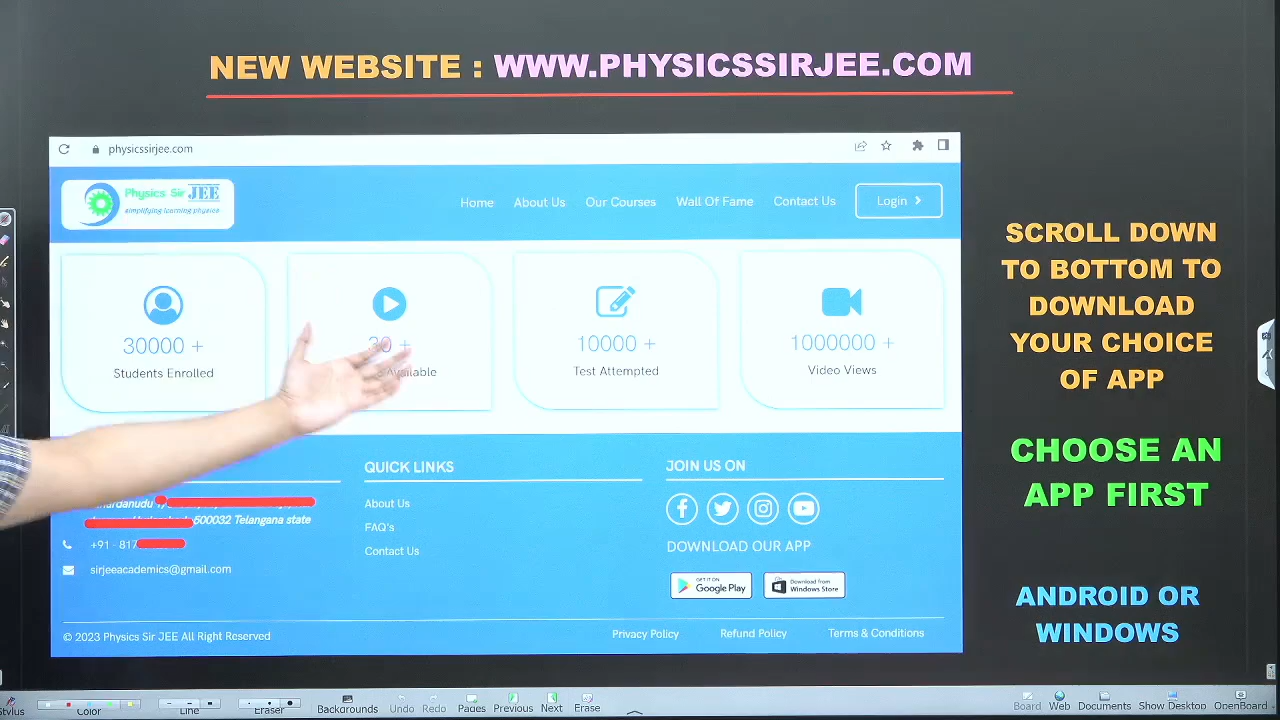 NEW WEBSITE : WWW.PHYSICSSIRJEE.COM
physicssirjee.com
Physics Sir JEE
simplifying learning physics
Home About Us Our Courses Wall Of Fame Contact Us Login
30000 +
Students Enrolled
30 +
Available
10000 +
Test Attempted
1000000 +
Video Views
SCROLL DOWN
TO BOTTOM TO
DOWNLOAD
YOUR CHOICE
OF APP
CHOOSE AN
APP FIRST
ANDROID OR
WINDOWS
500032 Telangana state
+91 - 817
sirjeeacademics@gmail.com
QUICK LINKS
About Us
FAQ's
Contact Us
JOIN US ON
DOWNLOAD OUR APP
GET IT ON
Google Play
Download from
Windows Store
© 2023 Physics Sir JEE All Right Reserved
Privacy Policy Refund Policy Terms & Conditions
Stylus Color Line Eraser Backgrounds Undo Redo Pages Previous Next Erase Board Web Documents Show Desktop OpenBoard